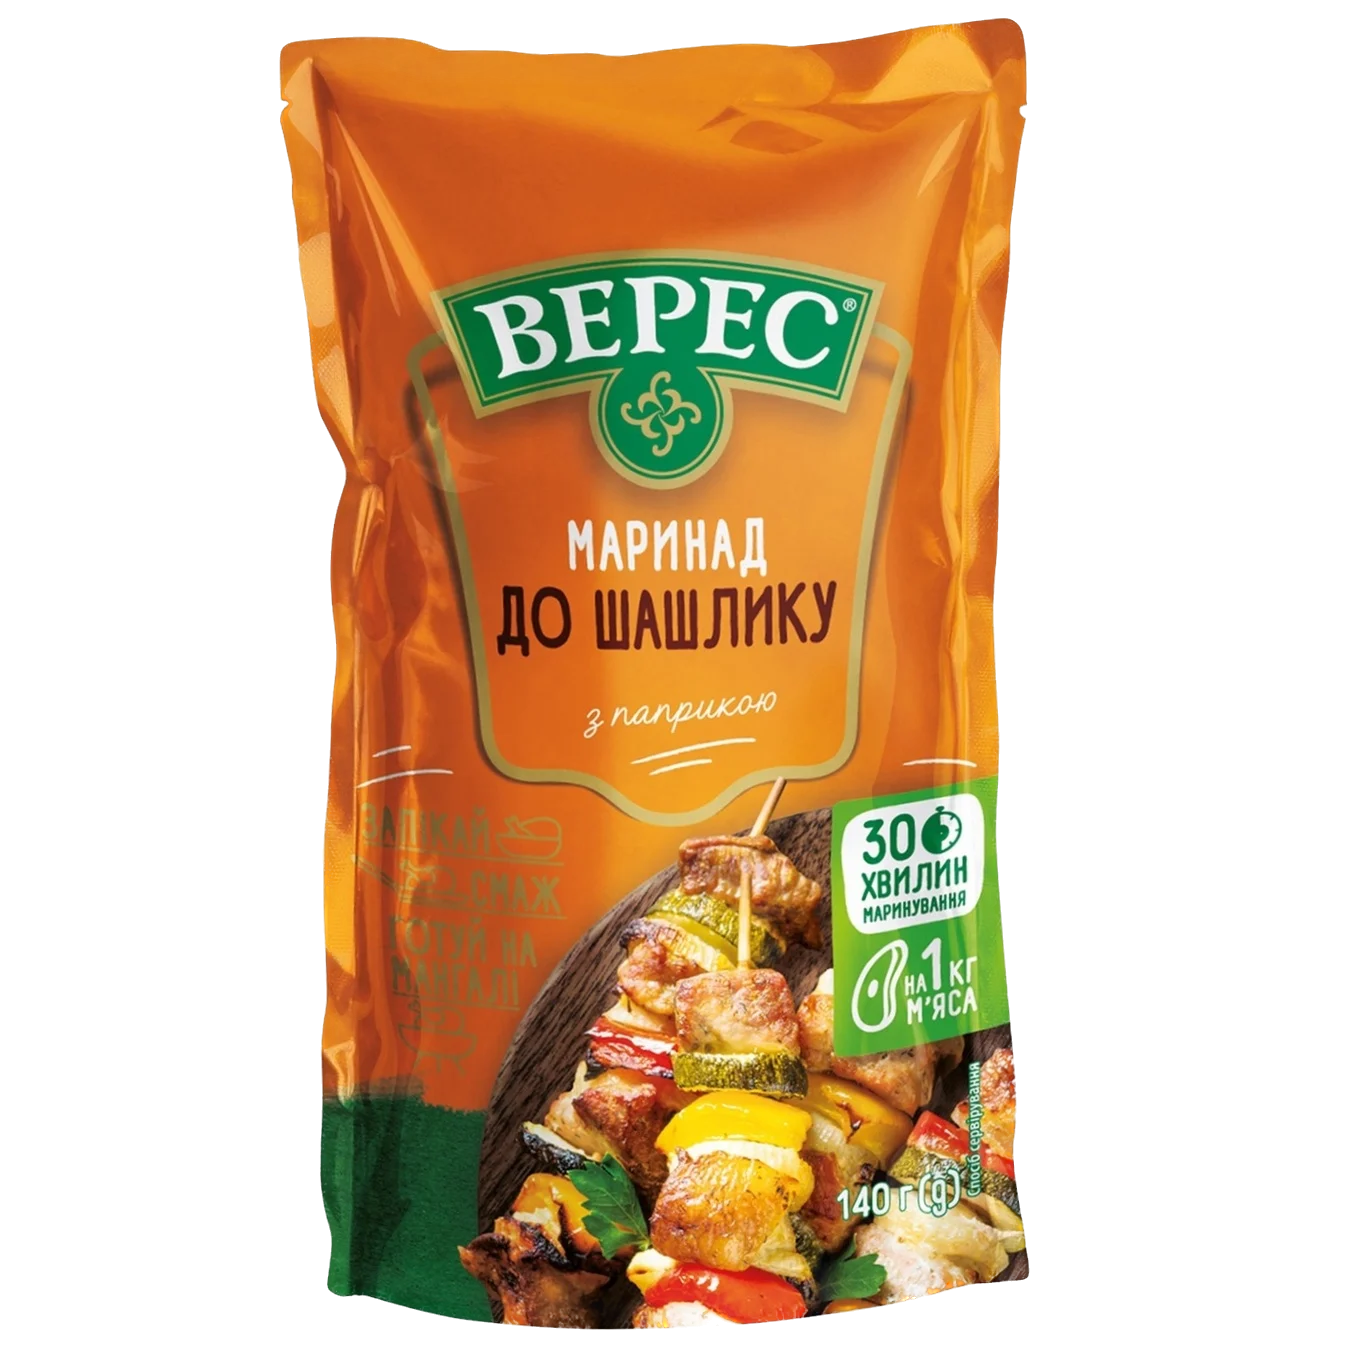 ВЕРЕС®
МАРИНАД
ДО ШАШЛИКУ
з паприкою
ЗАПІКАЙ
СМАЖ
ГОТУЙ НА
МАНГАЛІ
30
ХВИЛИН
МАРИНУВАННЯ
НА 1 КГ
М'ЯСА
140 г (g)
Спосіб сервірування